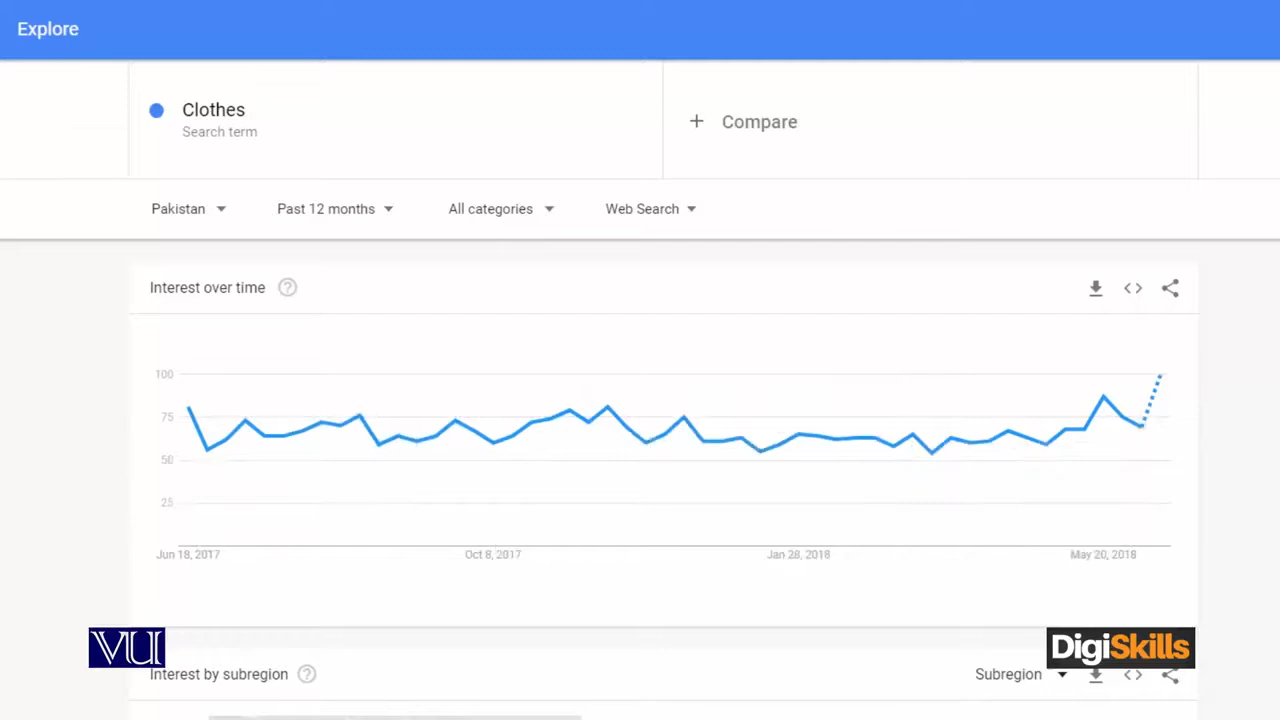 Explore
Clothes
Search term
+ Compare
Pakistan
Past 12 months
All categories
Web Search
Interest over time ?
100
75
50
25
Jun 18, 2017
Oct 8, 2017
Jan 28, 2018
May 20, 2018
VU
DigiSkills
Interest by subregion ?
Subregion